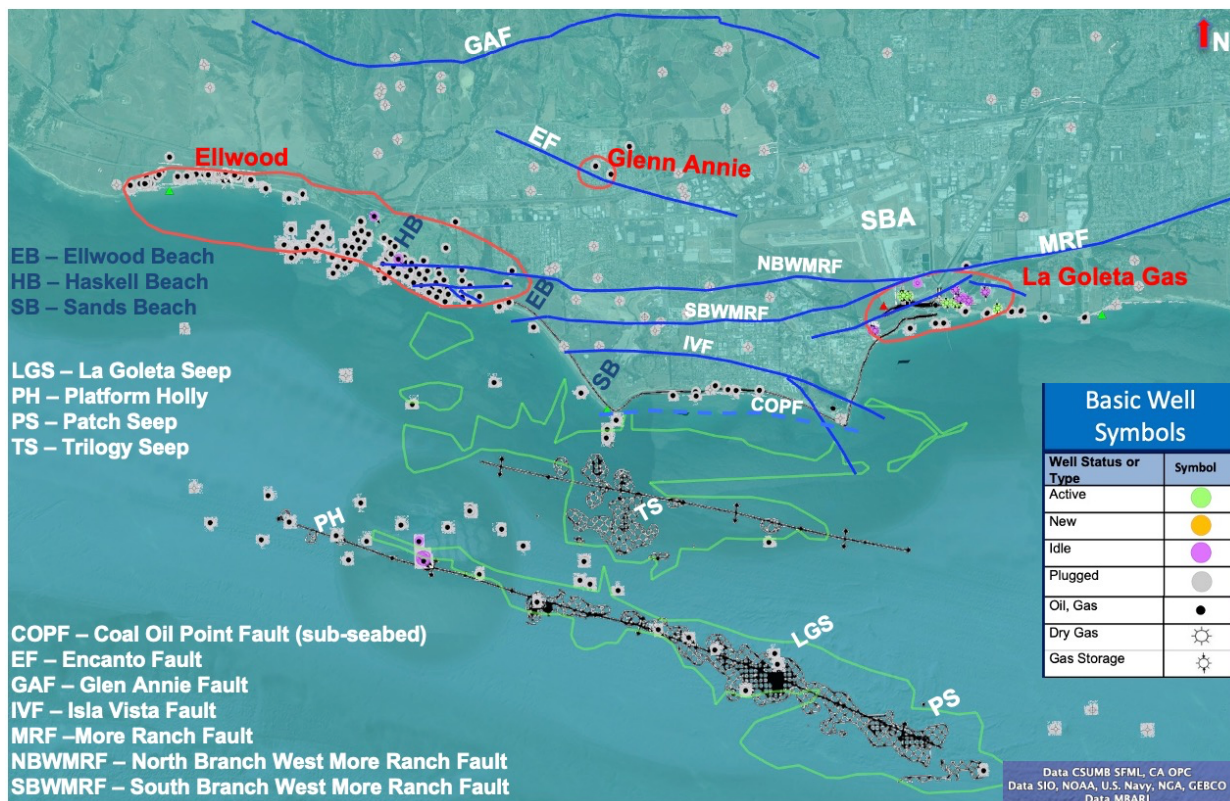 GAF
N
EF
Ellwood
Glenn Annie
SBA
MRF
HB
NBWMRF
La Goleta Gas
EB – Ellwood Beach
HB – Haskell Beach
SB – Sands Beach
EB
SBWMRF
IVF
SB
LGS – La Goleta Seep
PH – Platform Holly
PS – Patch Seep
TS – Trilogy Seep
COPF
Basic Well
Symbols
Well Status or Type
Symbol
Active
New
Idle
Plugged
Oil, Gas
Dry Gas
Gas Storage
PH
TS
LGS
PS
COPF – Coal Oil Point Fault (sub-seabed)
EF – Encanto Fault
GAF – Glen Annie Fault
IVF – Isla Vista Fault
MRF –More Ranch Fault
NBWMRF – North Branch West More Ranch Fault
SBWMRF – South Branch West More Ranch Fault
Data CSUMB SFML, CA OPC
Data SIO, NOAA, U.S. Navy, NGA, GEBCO
Data MBARI